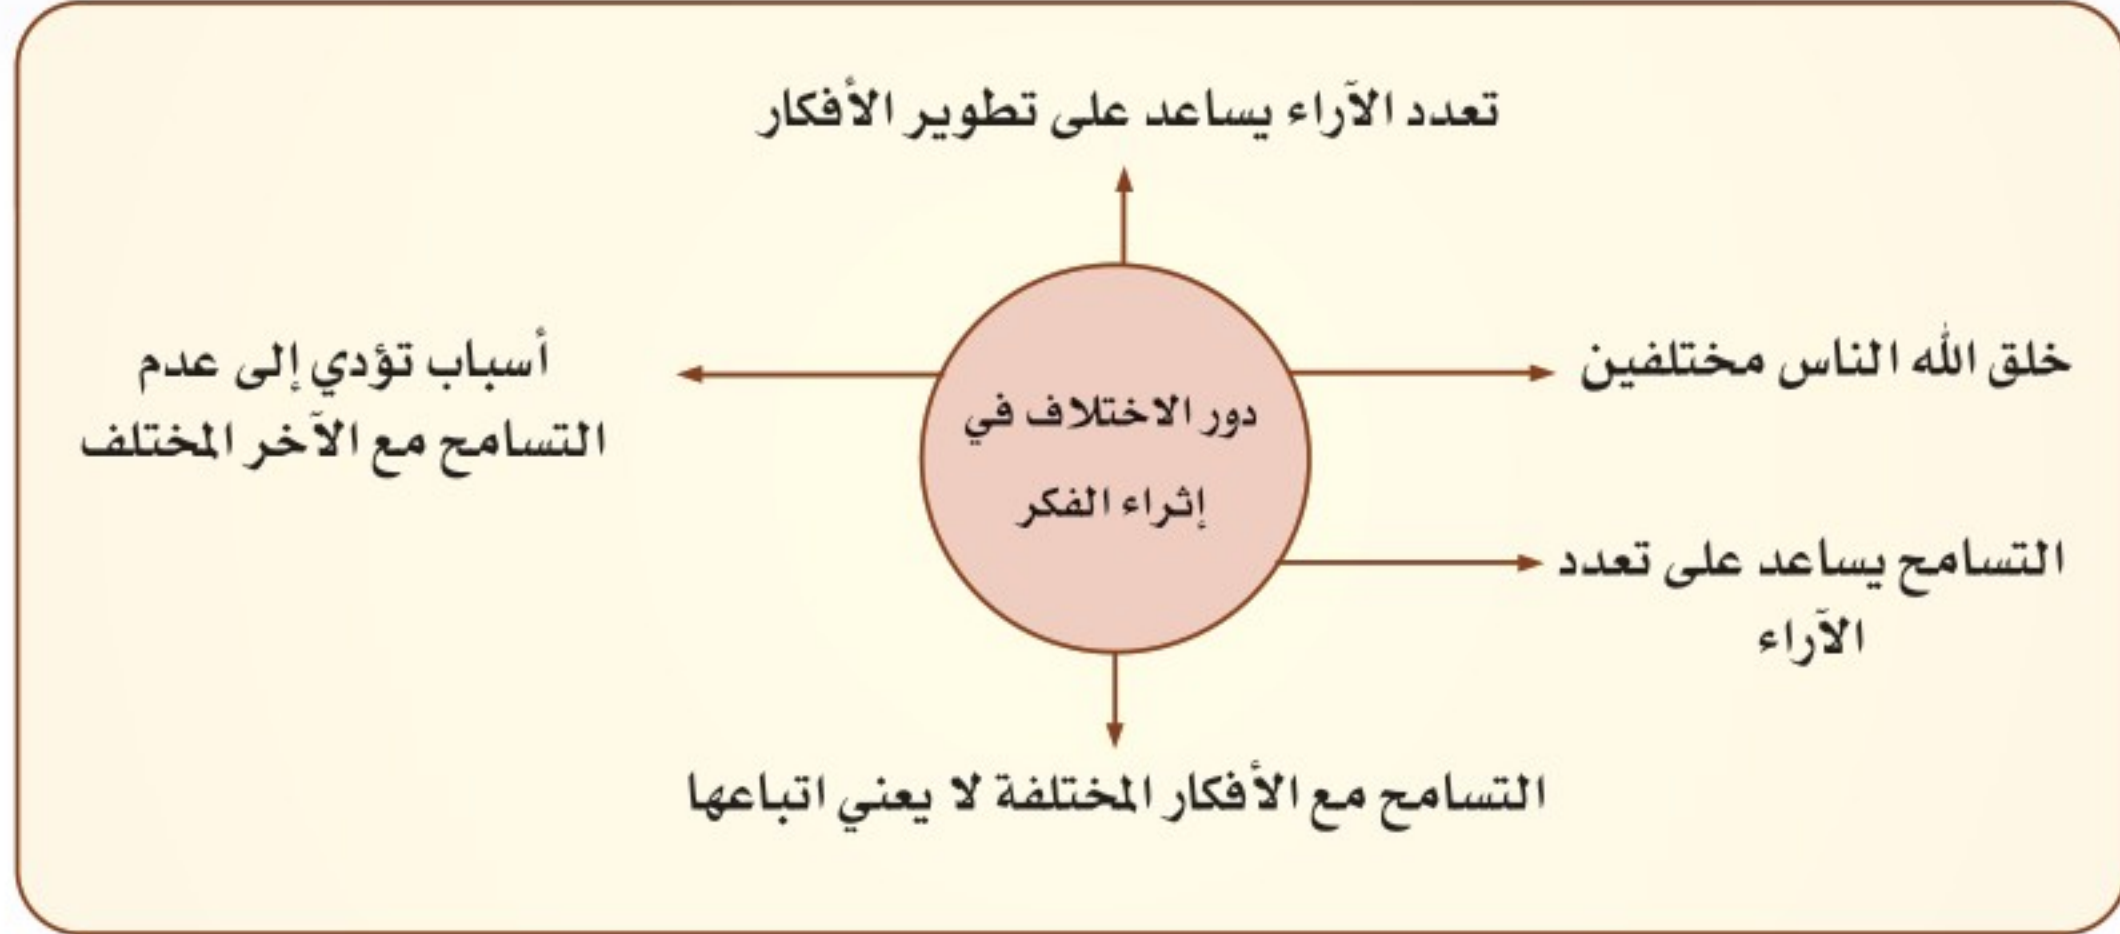 تعدد الآراء يساعد على تطوير الأفكار
خلق الله الناس مختلفين
أسباب تؤدي إلى عدم
التسامح مع الآخر المختلف
دور الاختلاف في
إثراء الفكر
التسامح يساعد على تعدد
الآراء
التسامح مع الأفكار المختلفة لا يعني اتباعها